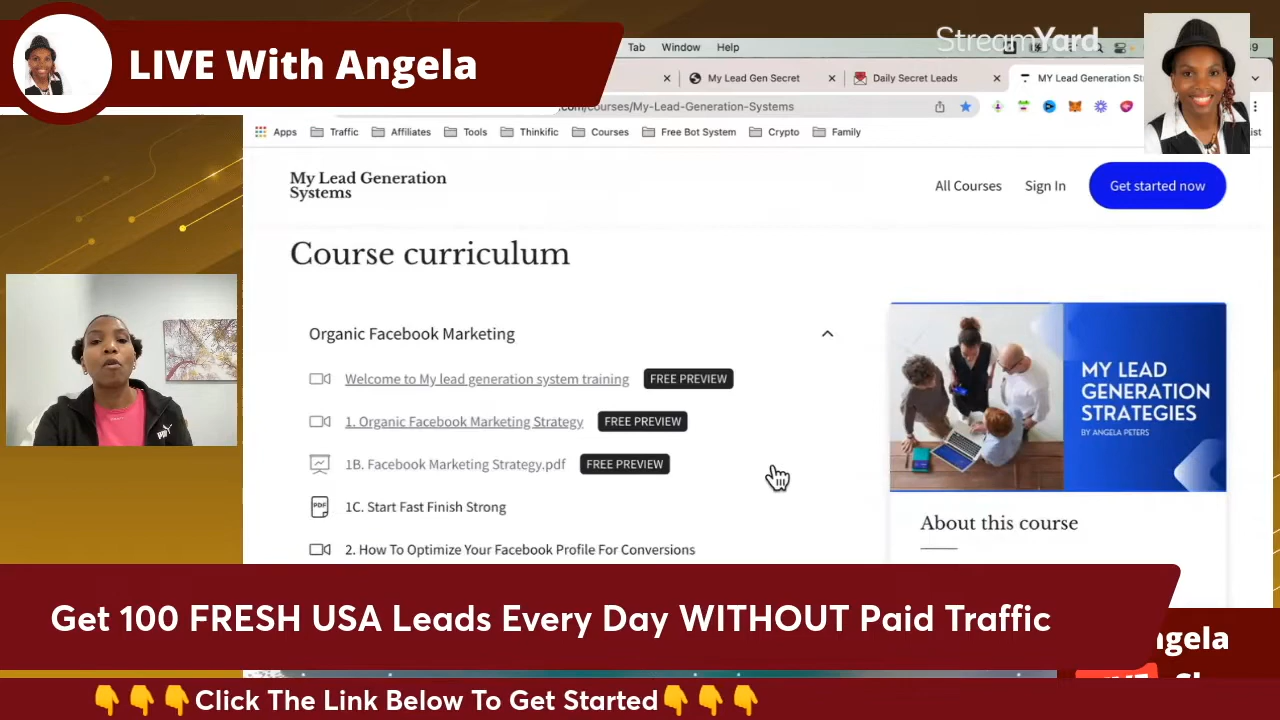 LIVE With Angela
StreamYard
Tab Window Help
My Lead Gen Secret
Daily Secret Leads
MY Lead Generation
.com/courses/My-Lead-Generation-Systems
Apps Traffic Affiliates Tools Thinkific Courses Free Bot System Crypto Family
My Lead Generation
Systems
All Courses Sign In Get started now
Course curriculum
Organic Facebook Marketing
Welcome to My lead generation system training FREE PREVIEW
1. Organic Facebook Marketing Strategy FREE PREVIEW
1B. Facebook Marketing Strategy.pdf FREE PREVIEW
PDF
1C. Start Fast Finish Strong
2. How To Optimize Your Facebook Profile For Conversions
MY LEAD
GENERATION
STRATEGIES
BY ANGELA PETERS
About this course
Get 100 FRESH USA Leads Every Day WITHOUT Paid Traffic
ngela
👇👇👇Click The Link Below To Get Started👇👇👇